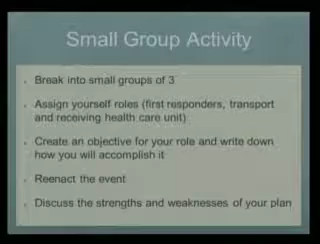 Small Group Activity
Break into small groups of 3
Assign yourself roles (first responders, transport
and receiving health care unit)
Create an objective for your role and write down
how you will accomplish it
Reenact the event
Discuss the strengths and weaknesses of your plan